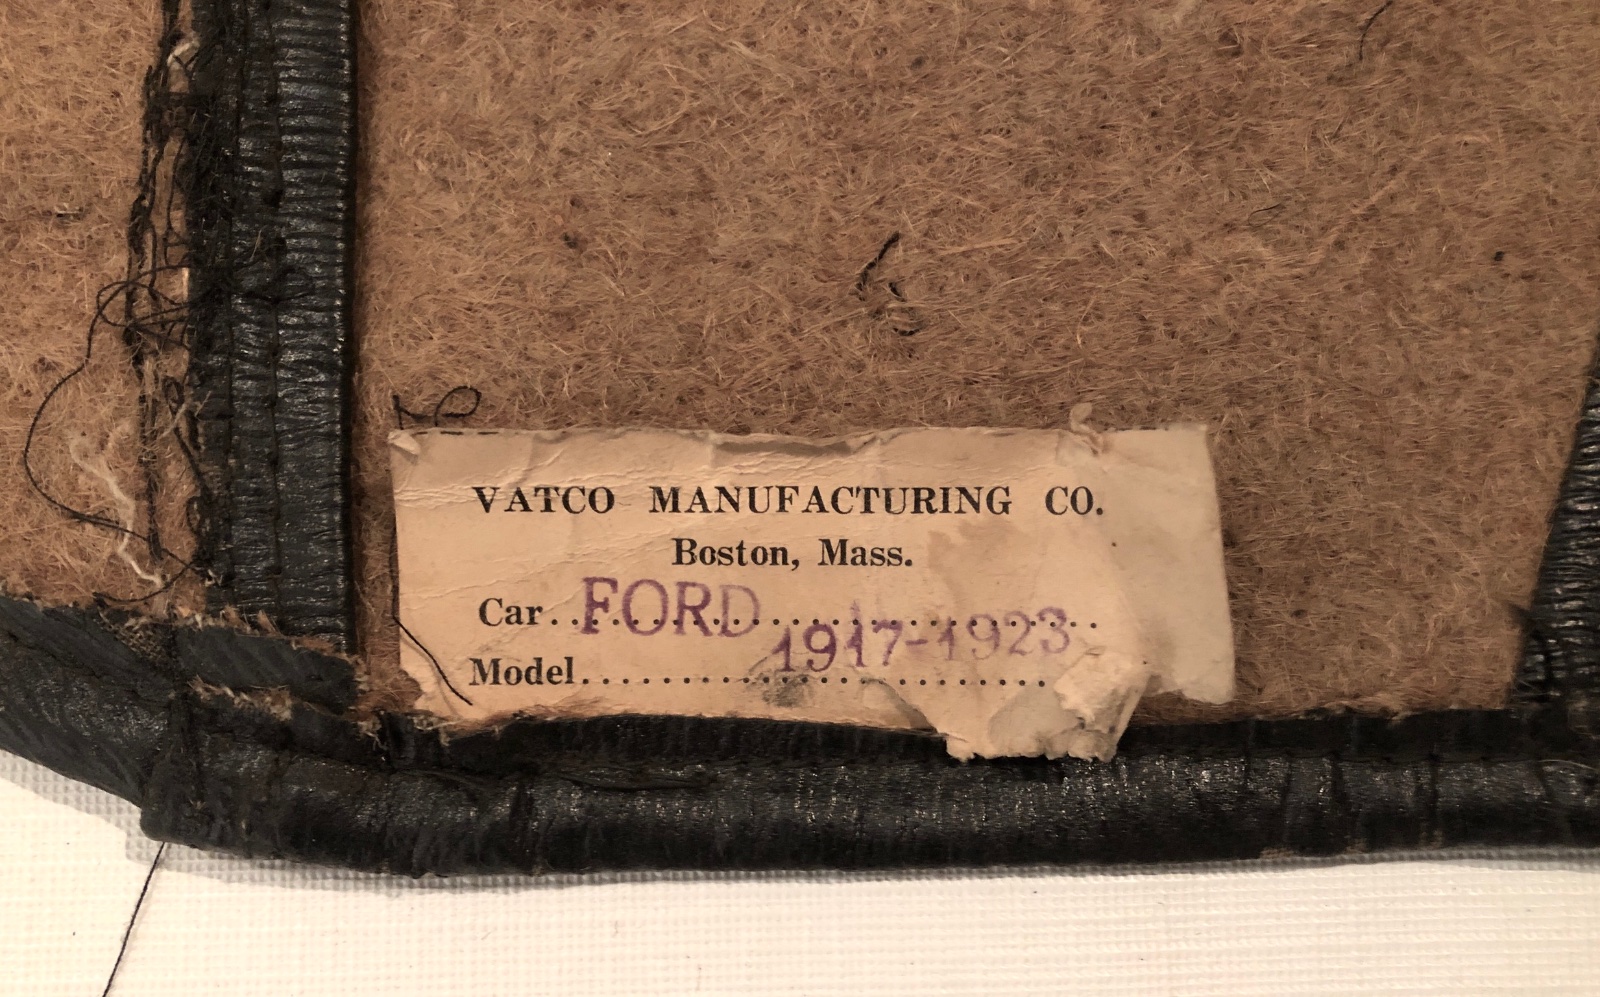 VATCO MANUFACTURING CO.
Boston, Mass.
Car..FORD....................
Model 1917-1923..........................